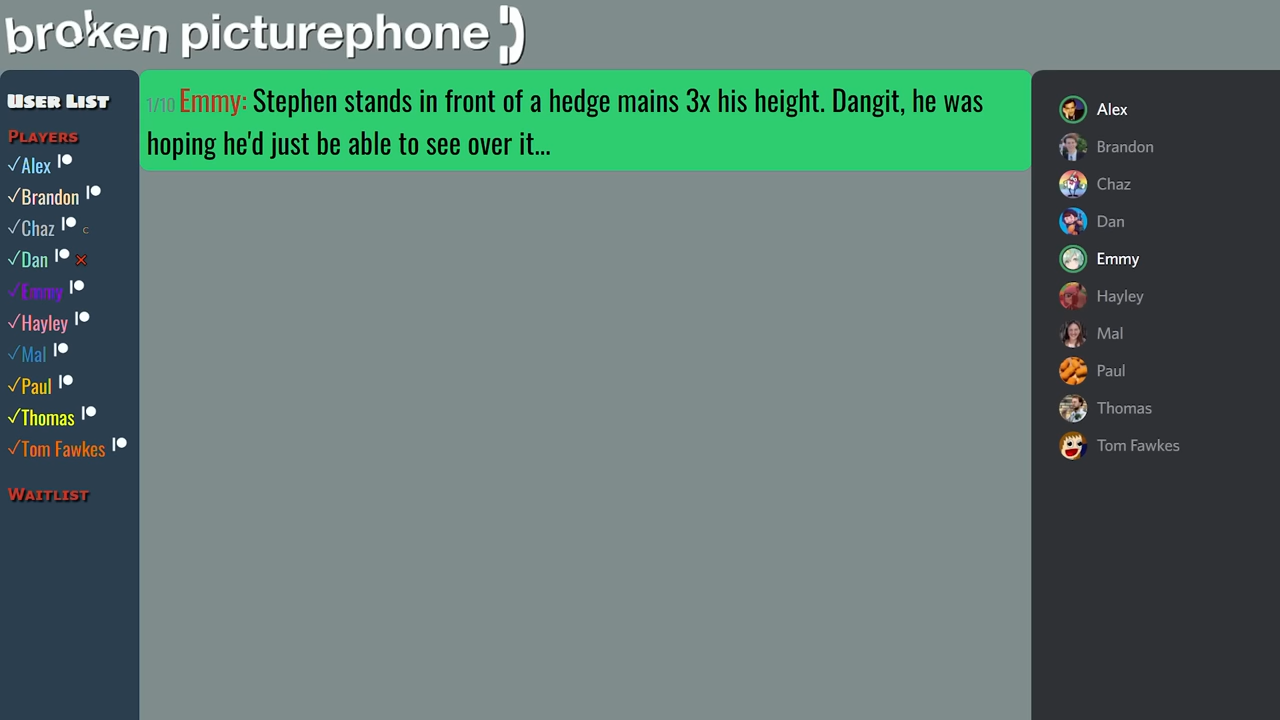 broken picturephone
User List
Players
✓Alex
✓Brandon
✓Chaz c
✓Dan ×
✓Emmy
✓Hayley
✓Mal
✓Paul
✓Thomas
✓Tom Fawkes
Waitlist
1/10 Emmy: Stephen stands in front of a hedge mains 3x his height. Dangit, he was
hoping he'd just be able to see over it...
Alex
Brandon
Chaz
Dan
Emmy
Hayley
Mal
Paul
Thomas
Tom Fawkes